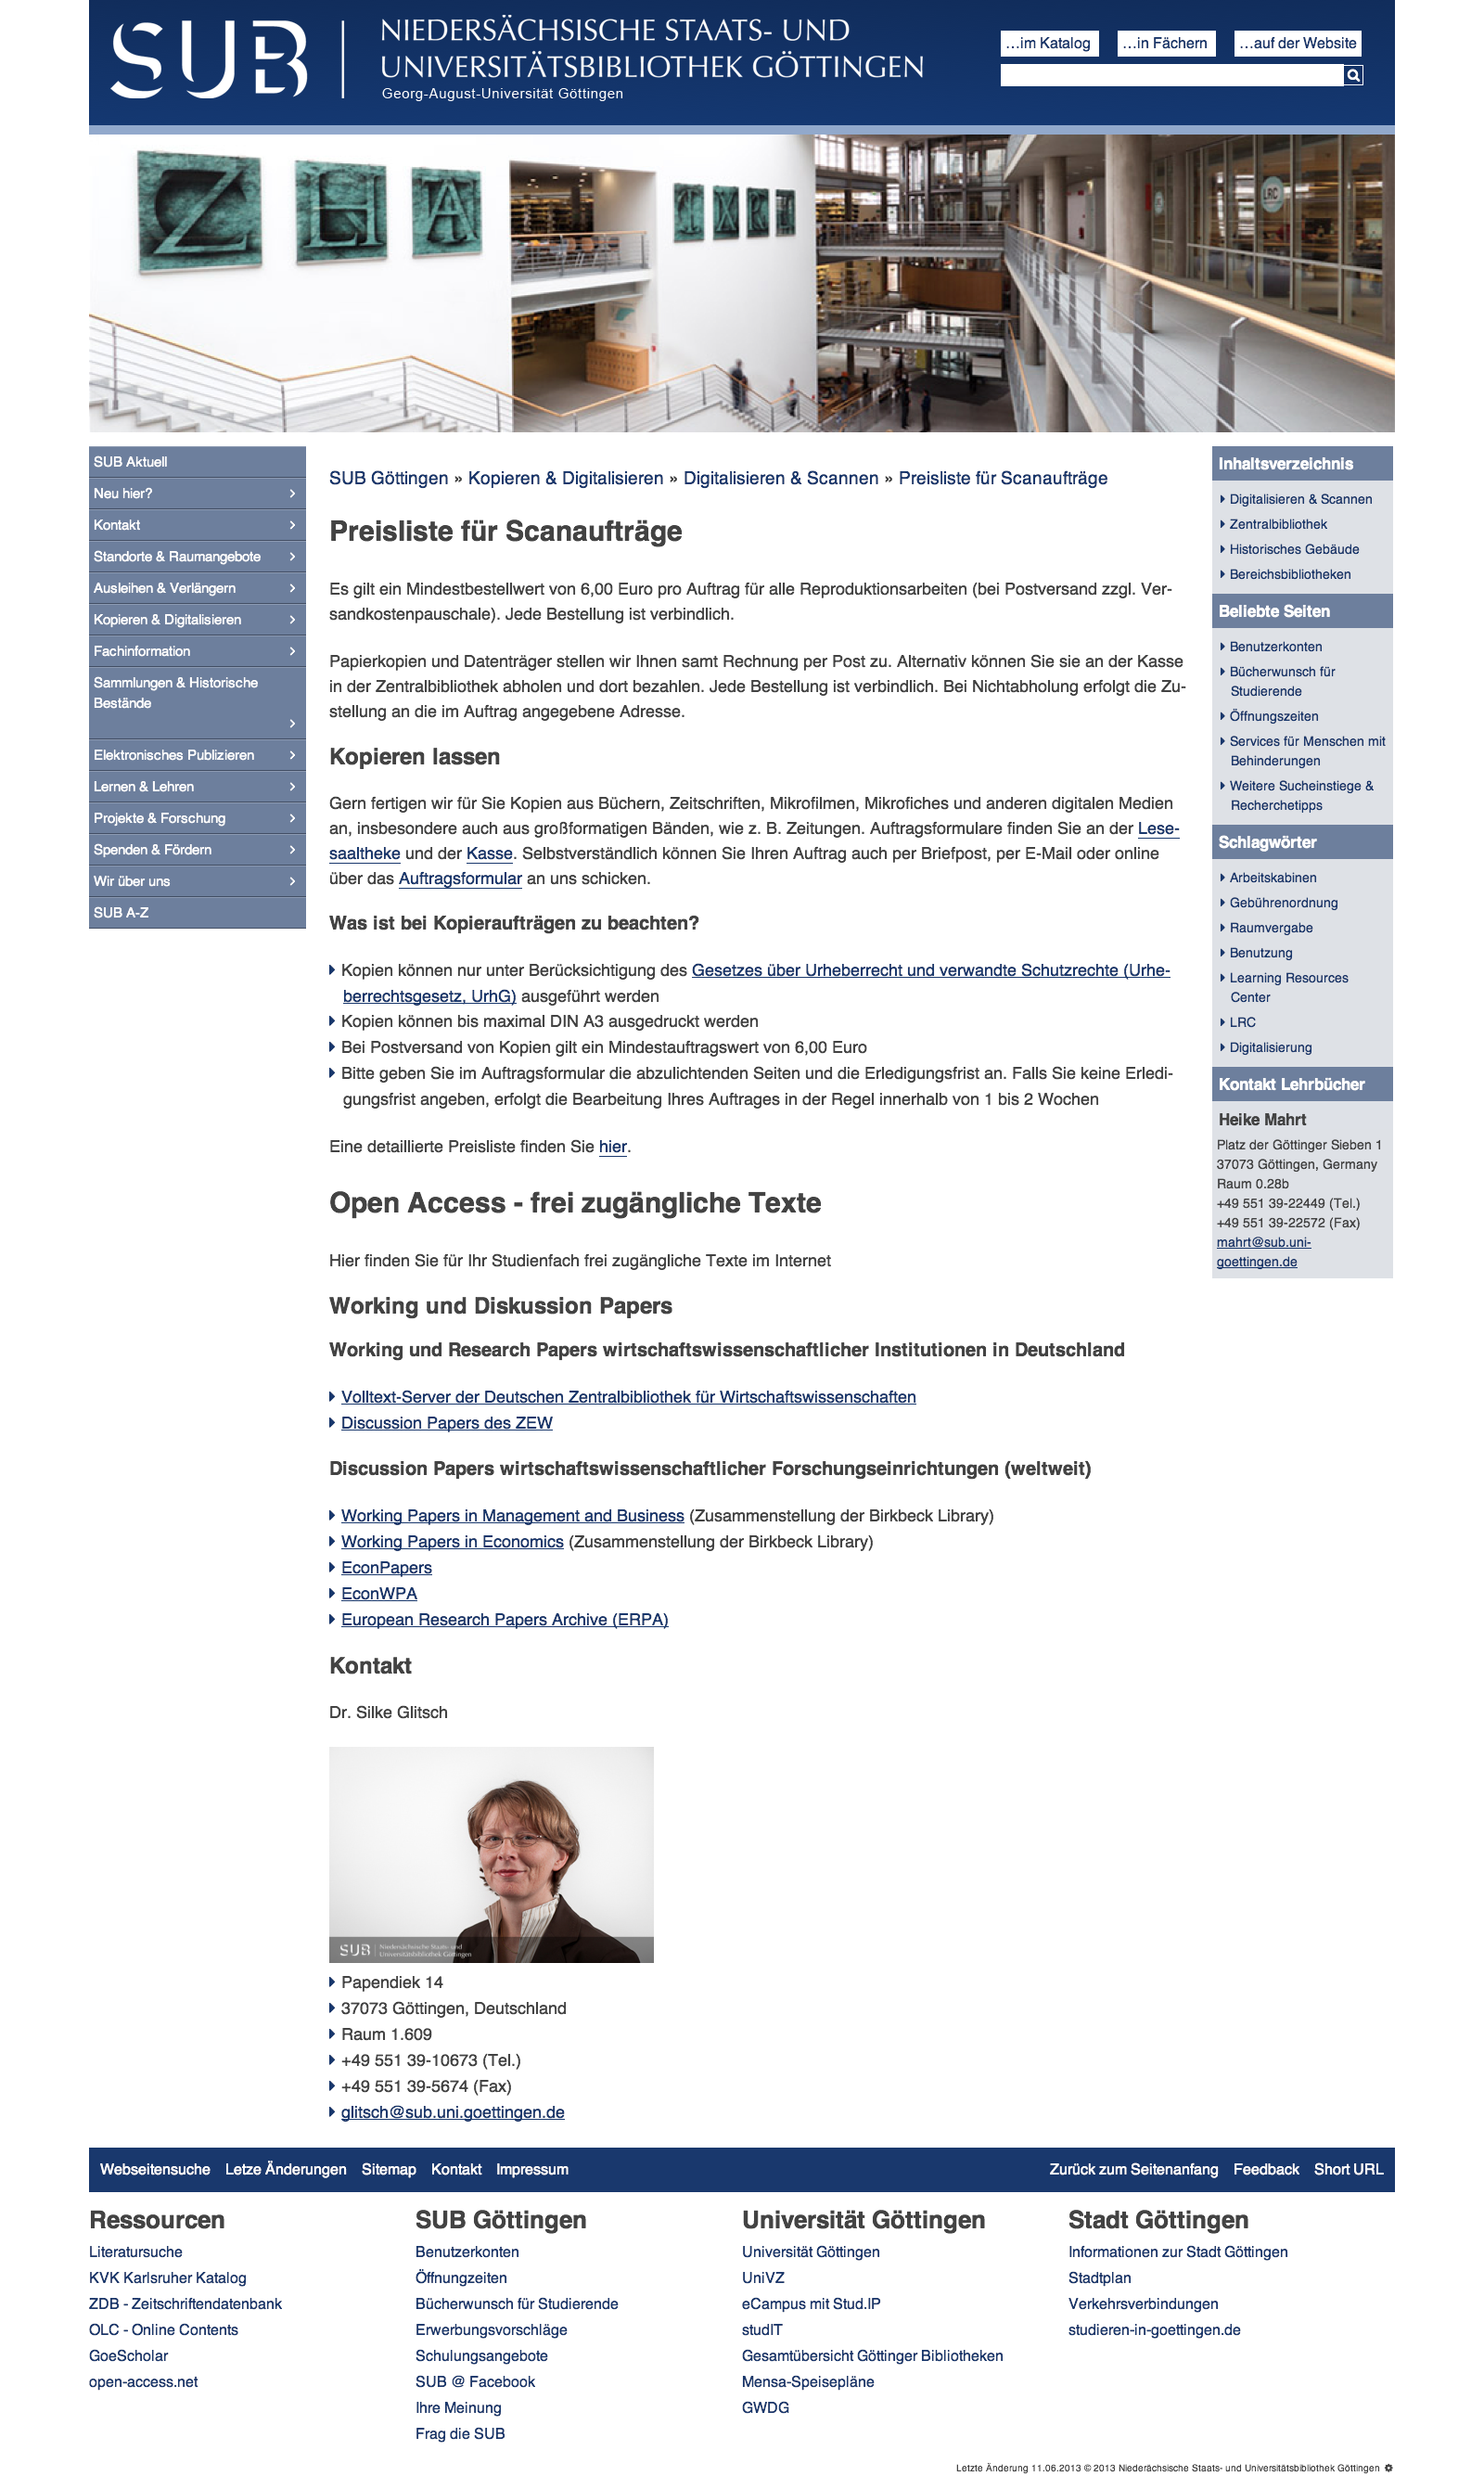 SUB
NIEDERSÄCHSISCHE STAATS- UND
UNIVERSITÄTSBIBLIOTHEK GÖTTINGEN
Georg-August-Universität Göttingen
...im Katalog
...in Fächern
...auf der Website
Z H A
LRC
SUB Aktuell
Neu hier?
Kontakt
Standorte & Raumangebote
Ausleihen & Verlängern
Kopieren & Digitalisieren
Fachinformation
Sammlungen & Historische
Bestände
Elektronisches Publizieren
Lernen & Lehren
Projekte & Forschung
Spenden & Fördern
Wir über uns
SUB A-Z
SUB Göttingen » Kopieren & Digitalisieren » Digitalisieren & Scannen » Preisliste für Scanaufträge
Preisliste für Scanaufträge
Es gilt ein Mindestbestellwert von 6,00 Euro pro Auftrag für alle Reproduktionsarbeiten (bei Postversand zzgl. Ver-
sandkostenpauschale). Jede Bestellung ist verbindlich.
Papierkopien und Datenträger stellen wir Ihnen samt Rechnung per Post zu. Alternativ können Sie sie an der Kasse
in der Zentralbibliothek abholen und dort bezahlen. Jede Bestellung ist verbindlich. Bei Nichtabholung erfolgt die Zu-
stellung an die im Auftrag angegebene Adresse.
Kopieren lassen
Gern fertigen wir für Sie Kopien aus Büchern, Zeitschriften, Mikrofilmen, Mikrofiches und anderen digitalen Medien
an, insbesondere auch aus großformatigen Bänden, wie z. B. Zeitungen. Auftragsformulare finden Sie an der Lese-
saaltheke und der Kasse. Selbstverständlich können Sie Ihren Auftrag auch per Briefpost, per E-Mail oder online
über das Auftragsformular an uns schicken.
Was ist bei Kopieraufträgen zu beachten?
Kopien können nur unter Berücksichtigung des Gesetzes über Urheberrecht und verwandte Schutzrechte (Urhe-
berrechtsgesetz, UrhG) ausgeführt werden
Kopien können bis maximal DIN A3 ausgedruckt werden
Bei Postversand von Kopien gilt ein Mindestauftragswert von 6,00 Euro
Bitte geben Sie im Auftragsformular die abzulichtenden Seiten und die Erledigungsfrist an. Falls Sie keine Erledi-
gungsfrist angeben, erfolgt die Bearbeitung Ihres Auftrages in der Regel innerhalb von 1 bis 2 Wochen
Eine detaillierte Preisliste finden Sie hier.
Open Access - frei zugängliche Texte
Hier finden Sie für Ihr Studienfach frei zugängliche Texte im Internet
Working und Diskussion Papers
Working und Research Papers wirtschaftswissenschaftlicher Institutionen in Deutschland
Volltext-Server der Deutschen Zentralbibliothek für Wirtschaftswissenschaften
Discussion Papers des ZEW
Discussion Papers wirtschaftswissenschaftlicher Forschungseinrichtungen (weltweit)
Working Papers in Management and Business (Zusammenstellung der Birkbeck Library)
Working Papers in Economics (Zusammenstellung der Birkbeck Library)
EconPapers
EconWPA
European Research Papers Archive (ERPA)
Kontakt
Dr. Silke Glitsch
SUB
Niedersächsische Staats- und
Universitätsbibliothek Göttingen
Papendiek 14
37073 Göttingen, Deutschland
Raum 1.609
+49 551 39-10673 (Tel.)
+49 551 39-5674 (Fax)
glitsch@sub.uni.goettingen.de
Inhaltsverzeichnis
Digitalisieren & Scannen
Zentralbibliothek
Historisches Gebäude
Bereichsbibliotheken
Beliebte Seiten
Benutzerkonten
Bücherwunsch für
Studierende
Öffnungszeiten
Services für Menschen mit
Behinderungen
Weitere Sucheinstiege &
Recherchetipps
Schlagwörter
Arbeitskabinen
Gebührenordnung
Raumvergabe
Benutzung
Learning Resources
Center
LRC
Digitalisierung
Kontakt Lehrbücher
Heike Mahrt
Platz der Göttinger Sieben 1
37073 Göttingen, Germany
Raum 0.28b
+49 551 39-22449 (Tel.)
+49 551 39-22572 (Fax)
mahrt@sub.uni-
goettingen.de
Webseitensuche Letze Änderungen Sitemap Kontakt Impressum
Zurück zum Seitenanfang Feedback Short URL
Ressourcen
Literatursuche
KVK Karlsruher Katalog
ZDB - Zeitschriftendatenbank
OLC - Online Contents
GoeScholar
open-access.net
SUB Göttingen
Benutzerkonten
Öffnungzeiten
Bücherwunsch für Studierende
Erwerbungsvorschläge
Schulungsangebote
SUB @ Facebook
Ihre Meinung
Frag die SUB
Universität Göttingen
Universität Göttingen
UniVZ
eCampus mit Stud.IP
studIT
Gesamtübersicht Göttinger Bibliotheken
Mensa-Speisepläne
GWDG
Stadt Göttingen
Informationen zur Stadt Göttingen
Stadtplan
Verkehrsverbindungen
studieren-in-goettingen.de
Letzte Änderung 11.06.2013 © 2013 Niederächsische Staats- und Universitätsbibliothek Göttingen